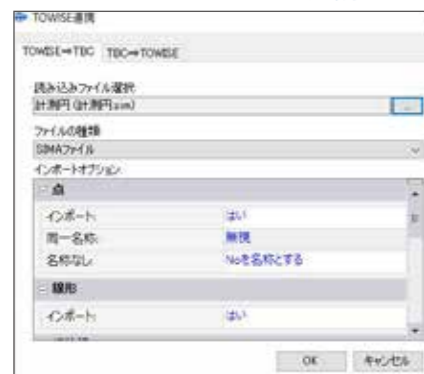 TOWISE連携
TOWISE⇒TBC TBC⇒TOWISE
読み込みファイル選択
計測円(計測円.sim) ...
ファイルの種類
SIMAファイル
インポートオプション
点
インポート: はい
同一名称: 無視
名称なし: Noを名称とする
線形
インポート: はい
OK キャンセル